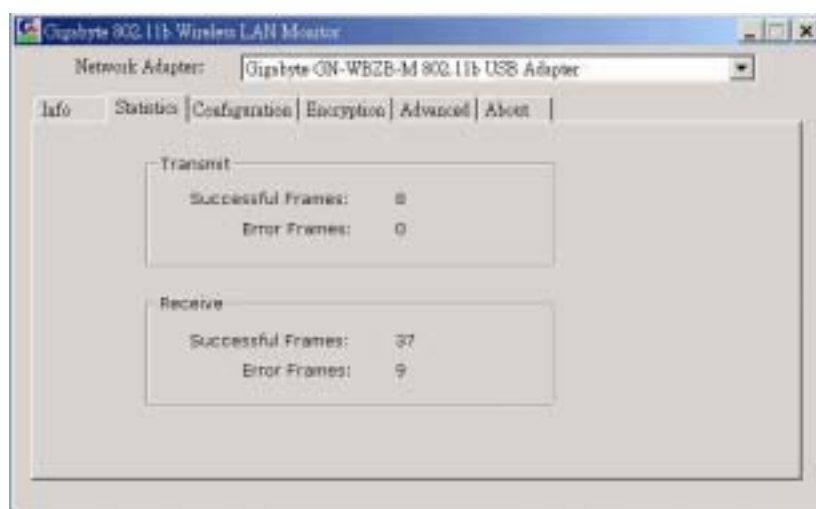 Gigabyte 802.11b Wireless LAN Monitor
Network Adapter: Gigabyte GN-WBZB-M 802.11b USB Adapter
Info Statistics Configuration Encryption Advanced About
Transmit
Successful Frames: 8
Error Frames: 0
Receive
Successful Frames: 37
Error Frames: 9